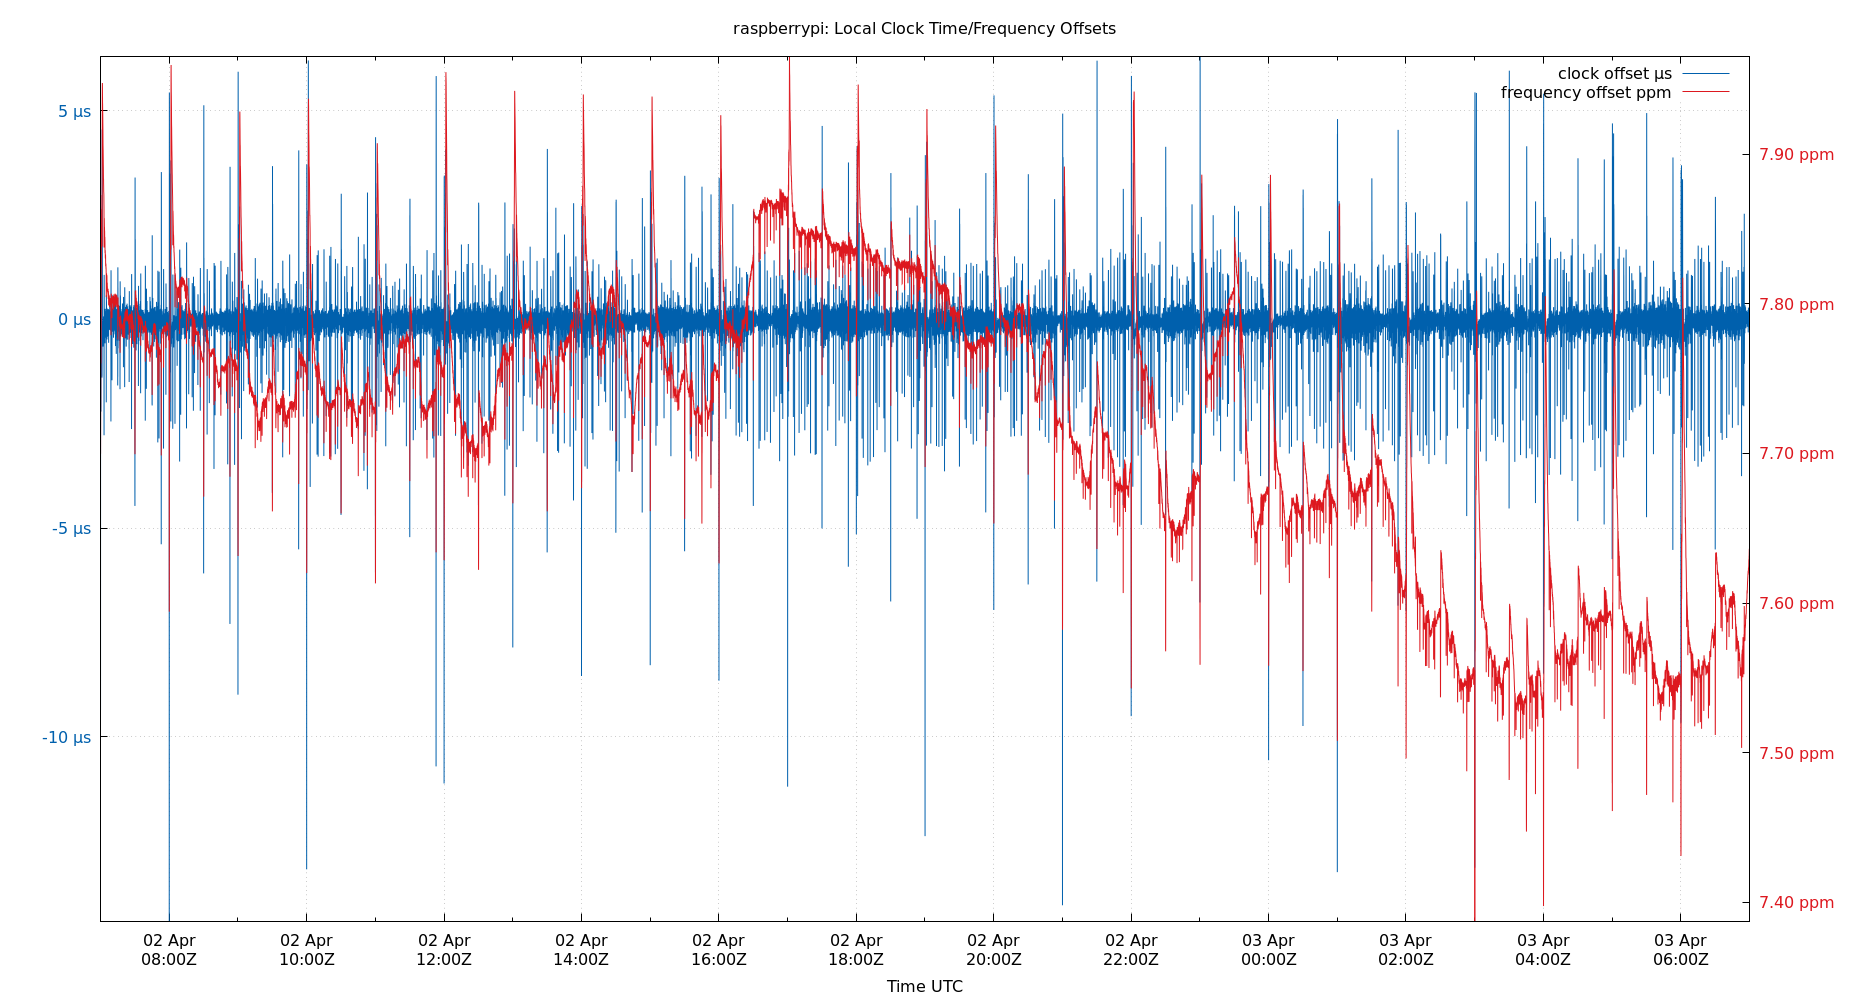 raspberrypi: Local Clock Time/Frequency Offsets
clock offset µs
frequency offset ppm
5 µs
0 µs
-5 µs
-10 µs
7.90 ppm
7.80 ppm
7.70 ppm
7.60 ppm
7.50 ppm
7.40 ppm
02 Apr 02 Apr 02 Apr 02 Apr 02 Apr 02 Apr 02 Apr 02 Apr 03 Apr 03 Apr 03 Apr 03 Apr
08:00Z 10:00Z 12:00Z 14:00Z 16:00Z 18:00Z 20:00Z 22:00Z 00:00Z 02:00Z 04:00Z 06:00Z
Time UTC